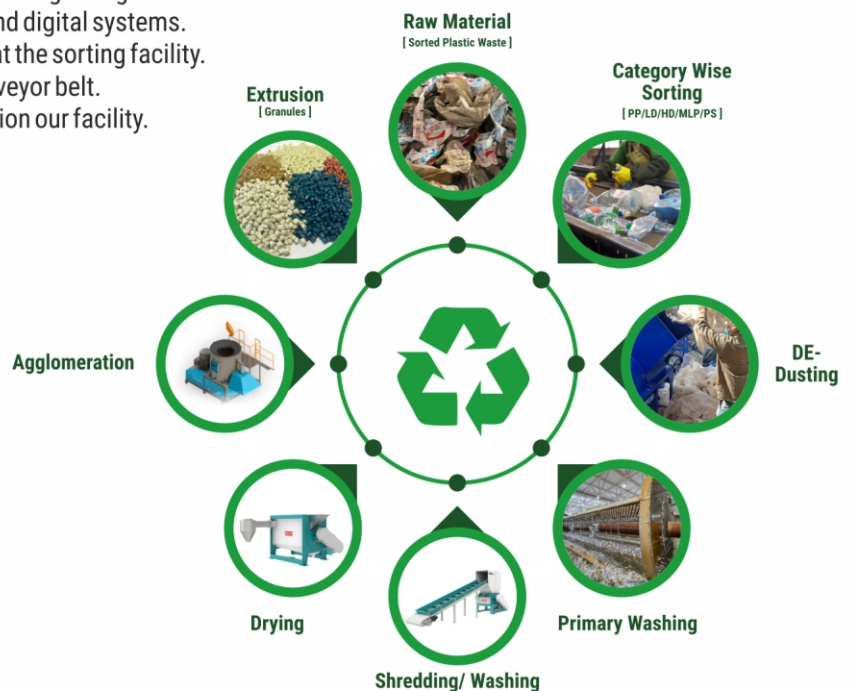 nd digital systems.
at the sorting facility.
veyor belt.
ion our facility.
Raw Material
[ Sorted Plastic Waste ]
Category Wise
Sorting
[ PP/LD/HD/MLP/PS ]
DE-
Dusting
Primary Washing
Shredding/ Washing
Drying
Agglomeration
Extrusion
[ Granules ]